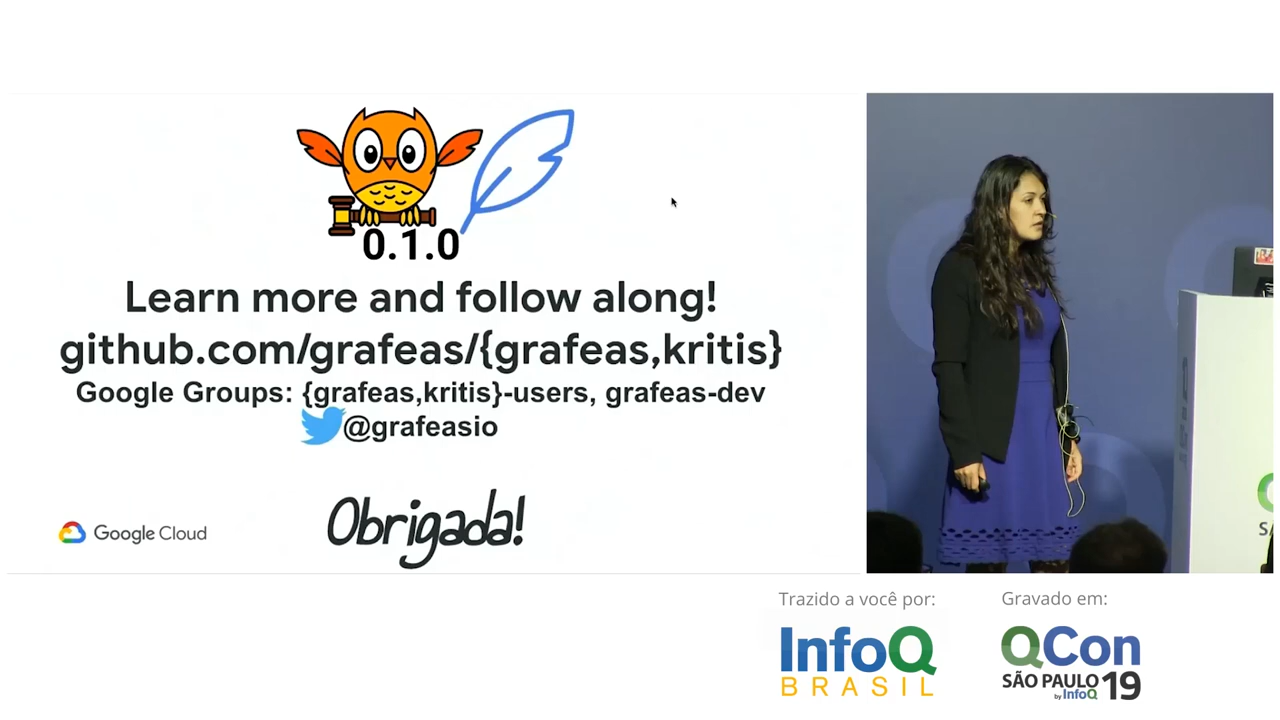 0.1.0
Learn more and follow along!
github.com/grafeas/{grafeas,kritis}
Google Groups: {grafeas,kritis}-users, grafeas-dev
@grafeasio
Obrigada!
Google Cloud
Trazido a você por:
InfoQ
BRASIL
Gravado em:
QCon
SÃO PAULO 19
by InfoQ